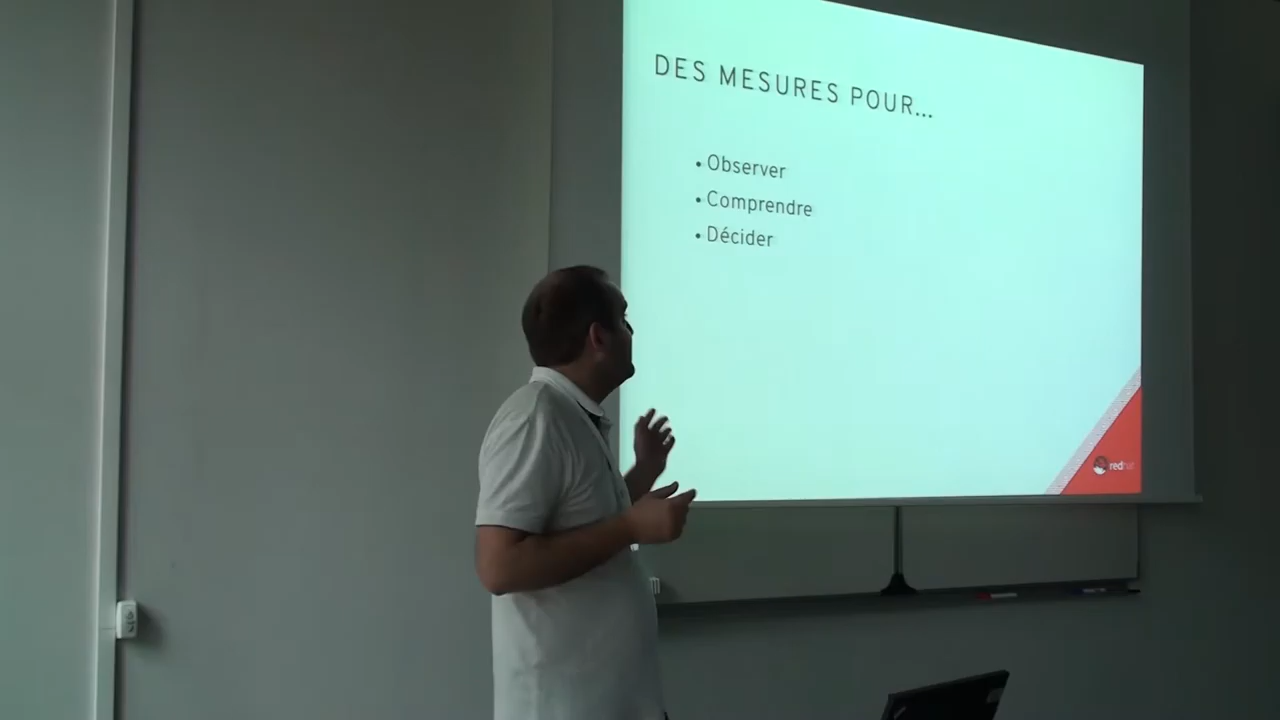 DES MESURES POUR...
• Observer
• Comprendre
• Décider
redhat